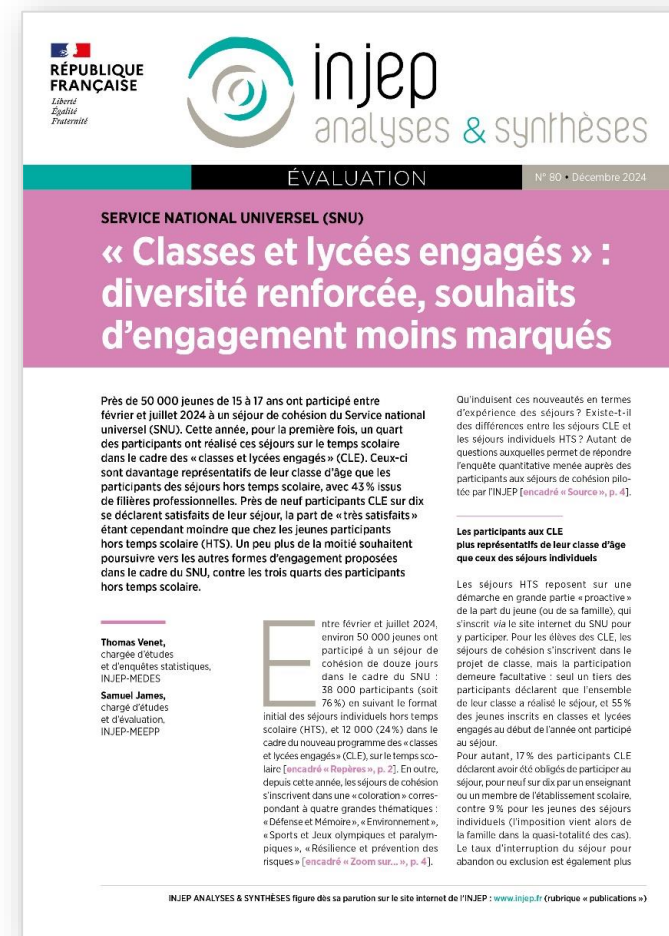 RÉPUBLIQUE
FRANÇAISE
Liberté
Égalité
Fraternité
injep
analyses & synthèses
ÉVALUATION
N° 80 • Décembre 2024
SERVICE NATIONAL UNIVERSEL (SNU)
« Classes et lycées engagés » :
diversité renforcée, souhaits
d'engagement moins marqués
Près de 50 000 jeunes de 15 à 17 ans ont participé entre
février et juillet 2024 à un séjour de cohésion du Service national
universel (SNU). Cette année, pour la première fois, un quart
des participants ont réalisé ces séjours sur le temps scolaire
dans le cadre des « classes et lycées engagés » (CLE). Ceux-ci
sont davantage représentatifs de leur classe d'âge que les
participants des séjours hors temps scolaire, avec 43 % issus
de filières professionnelles. Près de neuf participants CLE sur dix
se déclarent satisfaits de leur séjour, la part de « très satisfaits »
étant cependant moindre que chez les jeunes participants
hors temps scolaire (HTS). Un peu plus de la moitié souhaitent
poursuivre vers les autres formes d'engagement proposées
dans le cadre du SNU, contre les trois quarts des participants
hors temps scolaire.
Thomas Venet,
chargée d'études
et d'enquêtes statistiques,
INJEP-MEDES
Samuel James,
chargé d'études
et d'évaluation,
INJEP-MEEPP
Entre février et juillet 2024,
environ 50 000 jeunes ont
participé à un séjour de
cohésion de douze jours
dans le cadre du SNU :
38 000 participants (soit
76 %) en suivant le format
initial des séjours individuels hors temps
scolaire (HTS), et 12 000 (24 %) dans le
cadre du nouveau programme des « classes
et lycées engagés » (CLE), sur le temps sco-
laire [encadré « Repères », p. 2]. En outre,
depuis cette année, les séjours de cohésion
s'inscrivent dans une « coloration » corres-
pondant à quatre grandes thématiques :
« Défense et Mémoire », « Environnement »,
« Sports et Jeux olympiques et paralym-
piques », « Résilience et prévention des
risques » [encadré « Zoom sur... », p. 4].
Qu'induisent ces nouveautés en termes
d'expérience des séjours ? Existe-t-il
des différences entre les séjours CLE et
les séjours individuels HTS ? Autant de
questions auxquelles permet de répondre
l'enquête quantitative menée auprès des
participants aux séjours de cohésion pilo-
tée par l'INJEP [encadré « Source », p. 4].
Les participants aux CLE
plus représentatifs de leur classe d'âge
que ceux des séjours individuels
Les séjours HTS reposent sur une
démarche en grande partie « proactive »
de la part du jeune (ou de sa famille), qui
s'inscrit via le site internet du SNU pour
y participer. Pour les élèves des CLE, les
séjours de cohésion s'inscrivent dans le
projet de classe, mais la participation
demeure facultative : seul un tiers des
participants déclarent que l'ensemble
de leur classe a réalisé le séjour, et 55 %
des jeunes inscrits en classes et lycées
engagés au début de l'année ont participé
au séjour.
Pour autant, 17 % des participants CLE
déclarent avoir été obligés de participer au
séjour, pour neuf sur dix par un enseignant
ou un membre de l'établissement scolaire,
contre 9 % pour les jeunes des séjours
individuels (l'imposition vient alors de
la famille dans la quasi-totalité des cas).
Le taux d'interruption du séjour pour
abandon ou exclusion est également plus
INJEP ANALYSES & SYNTHÈSES figure dès sa parution sur le site internet de l'INJEP : www.injep.fr (rubrique « publications »)